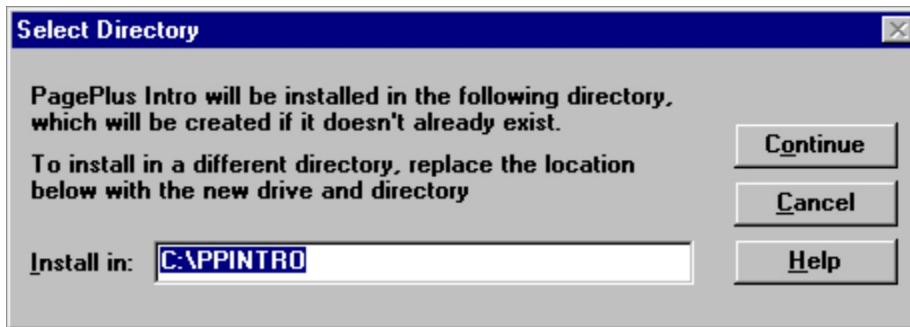 Select Directory
PagePlus Intro will be installed in the following directory,
which will be created if it doesn't already exist.
To install in a different directory, replace the location
below with the new drive and directory
Continue
Cancel
Install in: C:\PPINTRO
Help